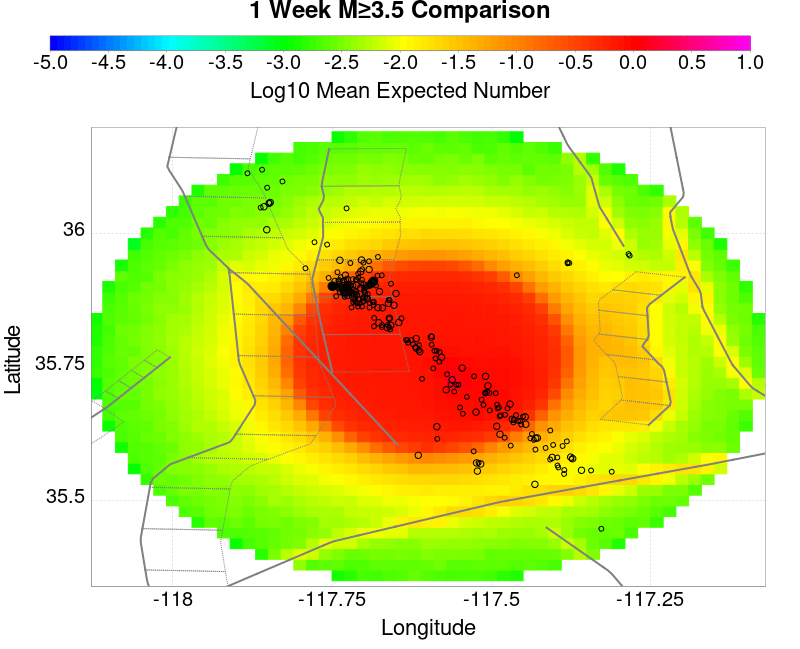 1 Week M≥3.5 Comparison
-5.0 -4.5 -4.0 -3.5 -3.0 -2.5 -2.0 -1.5 -1.0 -0.5 0.0 0.5 1.0
Log10 Mean Expected Number
36
35.75
35.5
Latitude
-118 -117.75 -117.5 -117.25
Longitude